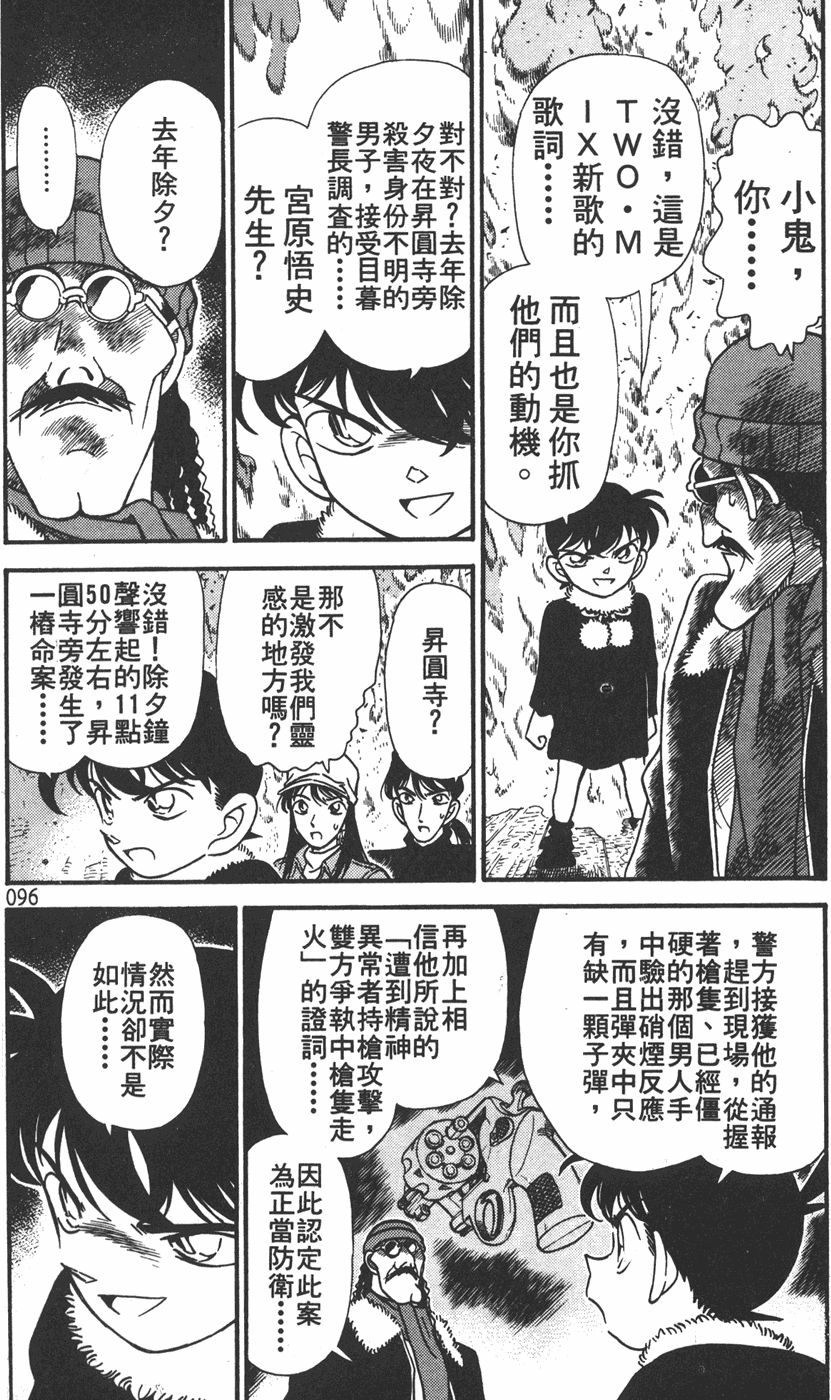 小鬼，
你……
沒錯，這是
TWO・M
IX新歌的
歌詞……
而且也是你抓
他們的動機。
對不對？去年除
夕夜在昇圓寺旁
殺害身份不明的
男子，接受目暮
警長調查的……
宮原悟史
先生？
去年除夕？
………
昇圓寺？
那不
是激發我們靈
感的地方嗎？
沒錯！除夕鐘
聲響起的11點
50分左右，昇
圓寺旁發生了
一樁命案……
096
警方接獲他的通報
，趕到現場，從握
著槍隻、已經僵
硬的那個男人手
中驗出硝煙反應
，而且彈夾中只
有缺一顆子彈，
再加上相
信他所說的
「遭到精神
異常者持槍攻擊，
雙方爭執中槍隻走
火」的證詞……
因此認定此案
為正當防衛……
然而實際
情況卻不是
如此……